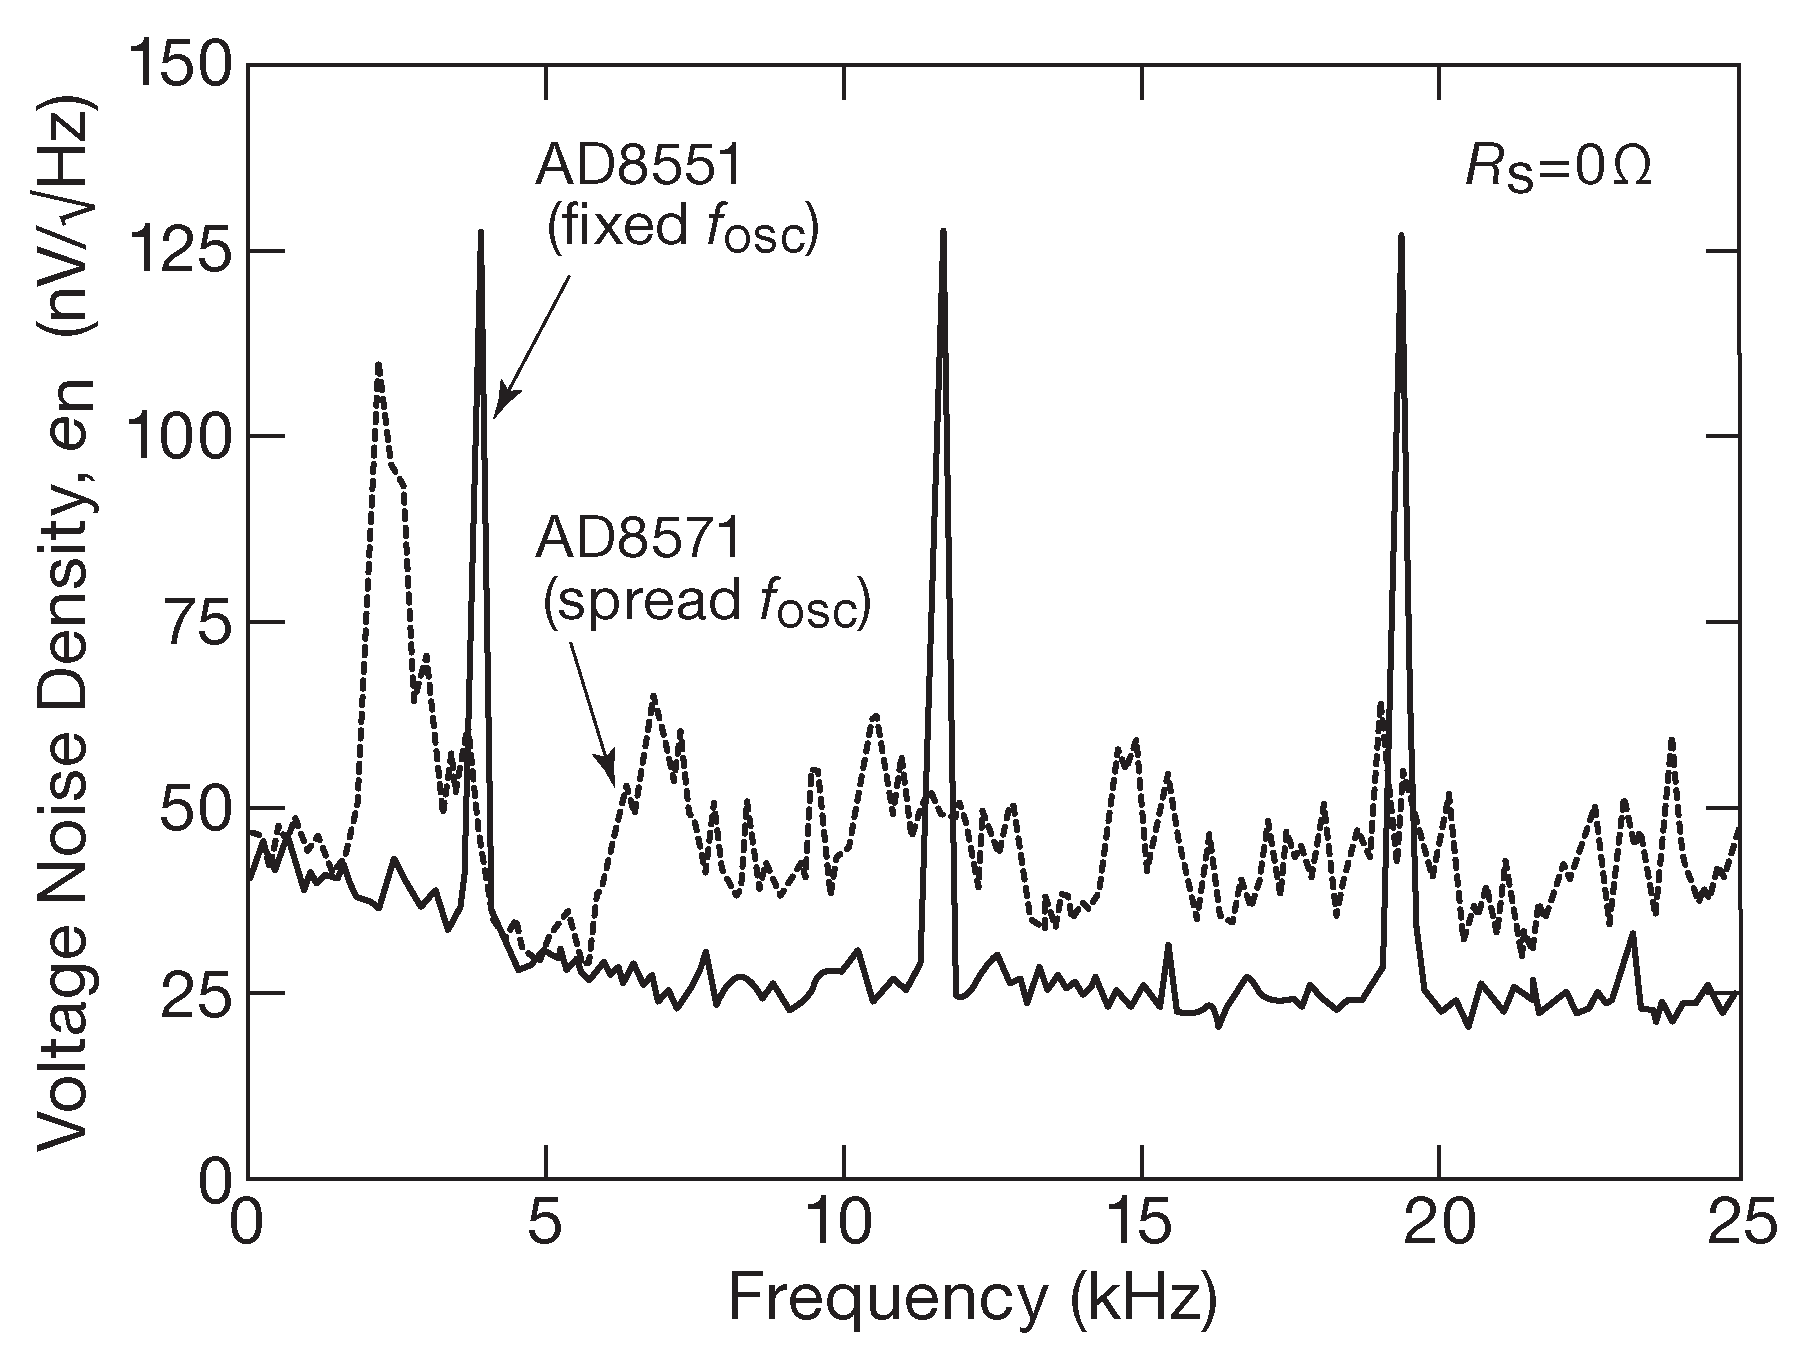 Voltage Noise Density, en (nV/√Hz)
150
125
100
75
50
25
0
AD8551
(fixed fosc)
Rs=0Ω
AD8571
(spread fosc)
0 5 10 15 20 25
Frequency (kHz)